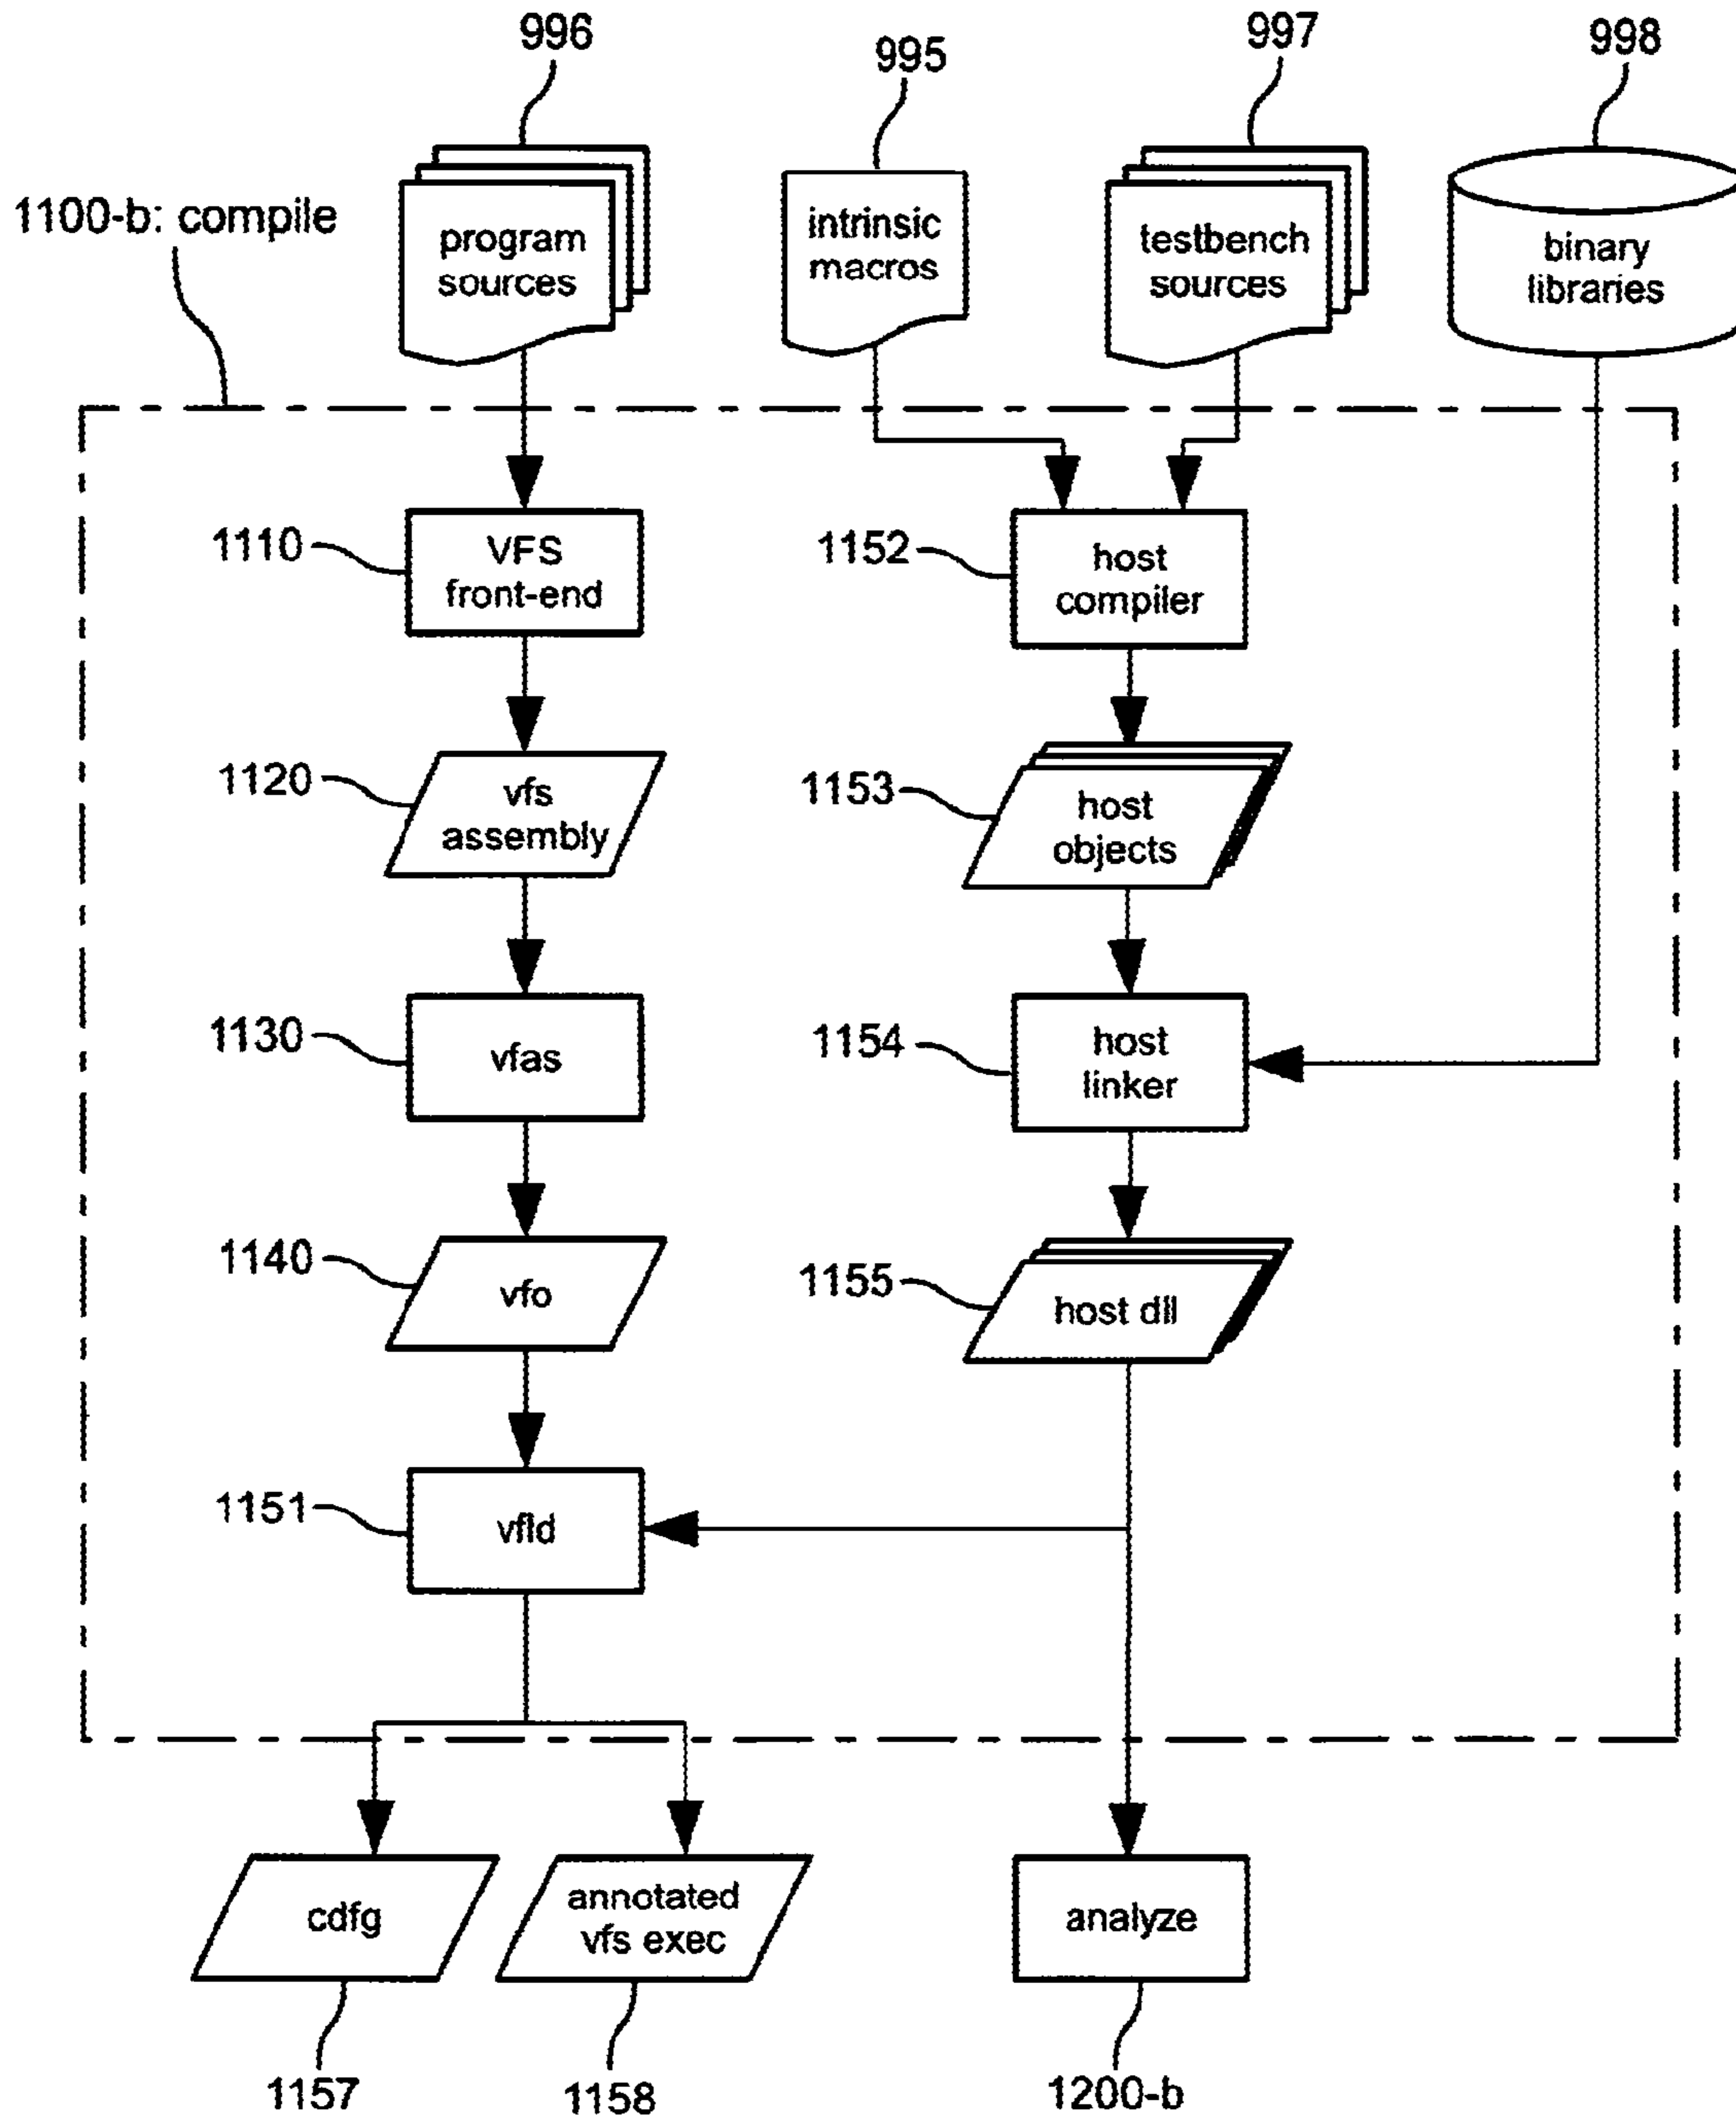 996
995
997
998
1100-b: compile
program
sources
intrinsic
macros
testbench
sources
binary
libraries
1110
VFS
front-end
1152
host
compiler
1120
vfs
assembly
1153
host
objects
1130
vfas
1154
host
linker
1140
vfo
1155
host dll
1151
vfld
cdfg
annotated
vfs exec
analyze
1157
1158
1200-b